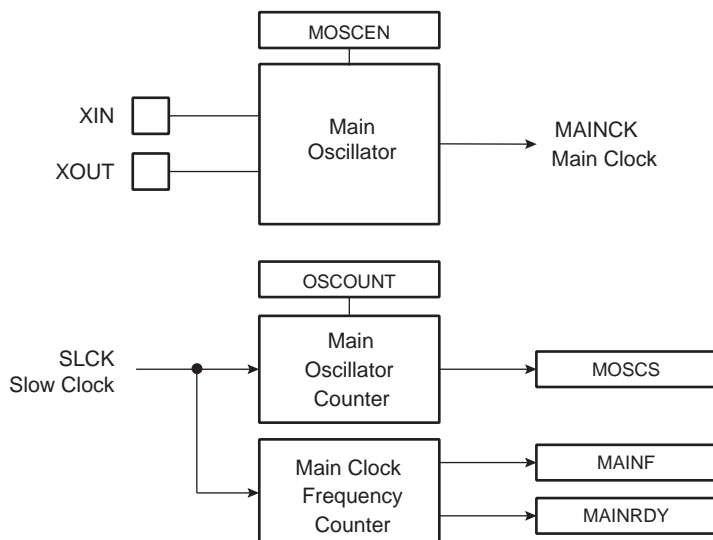 MOSCEN
XIN
XOUT
Main
Oscillator
MAINCK
Main Clock
OSCOUNT
SLCK
Slow Clock
Main
Oscillator
Counter
MOSCS
Main Clock
Frequency
Counter
MAINF
MAINRDY